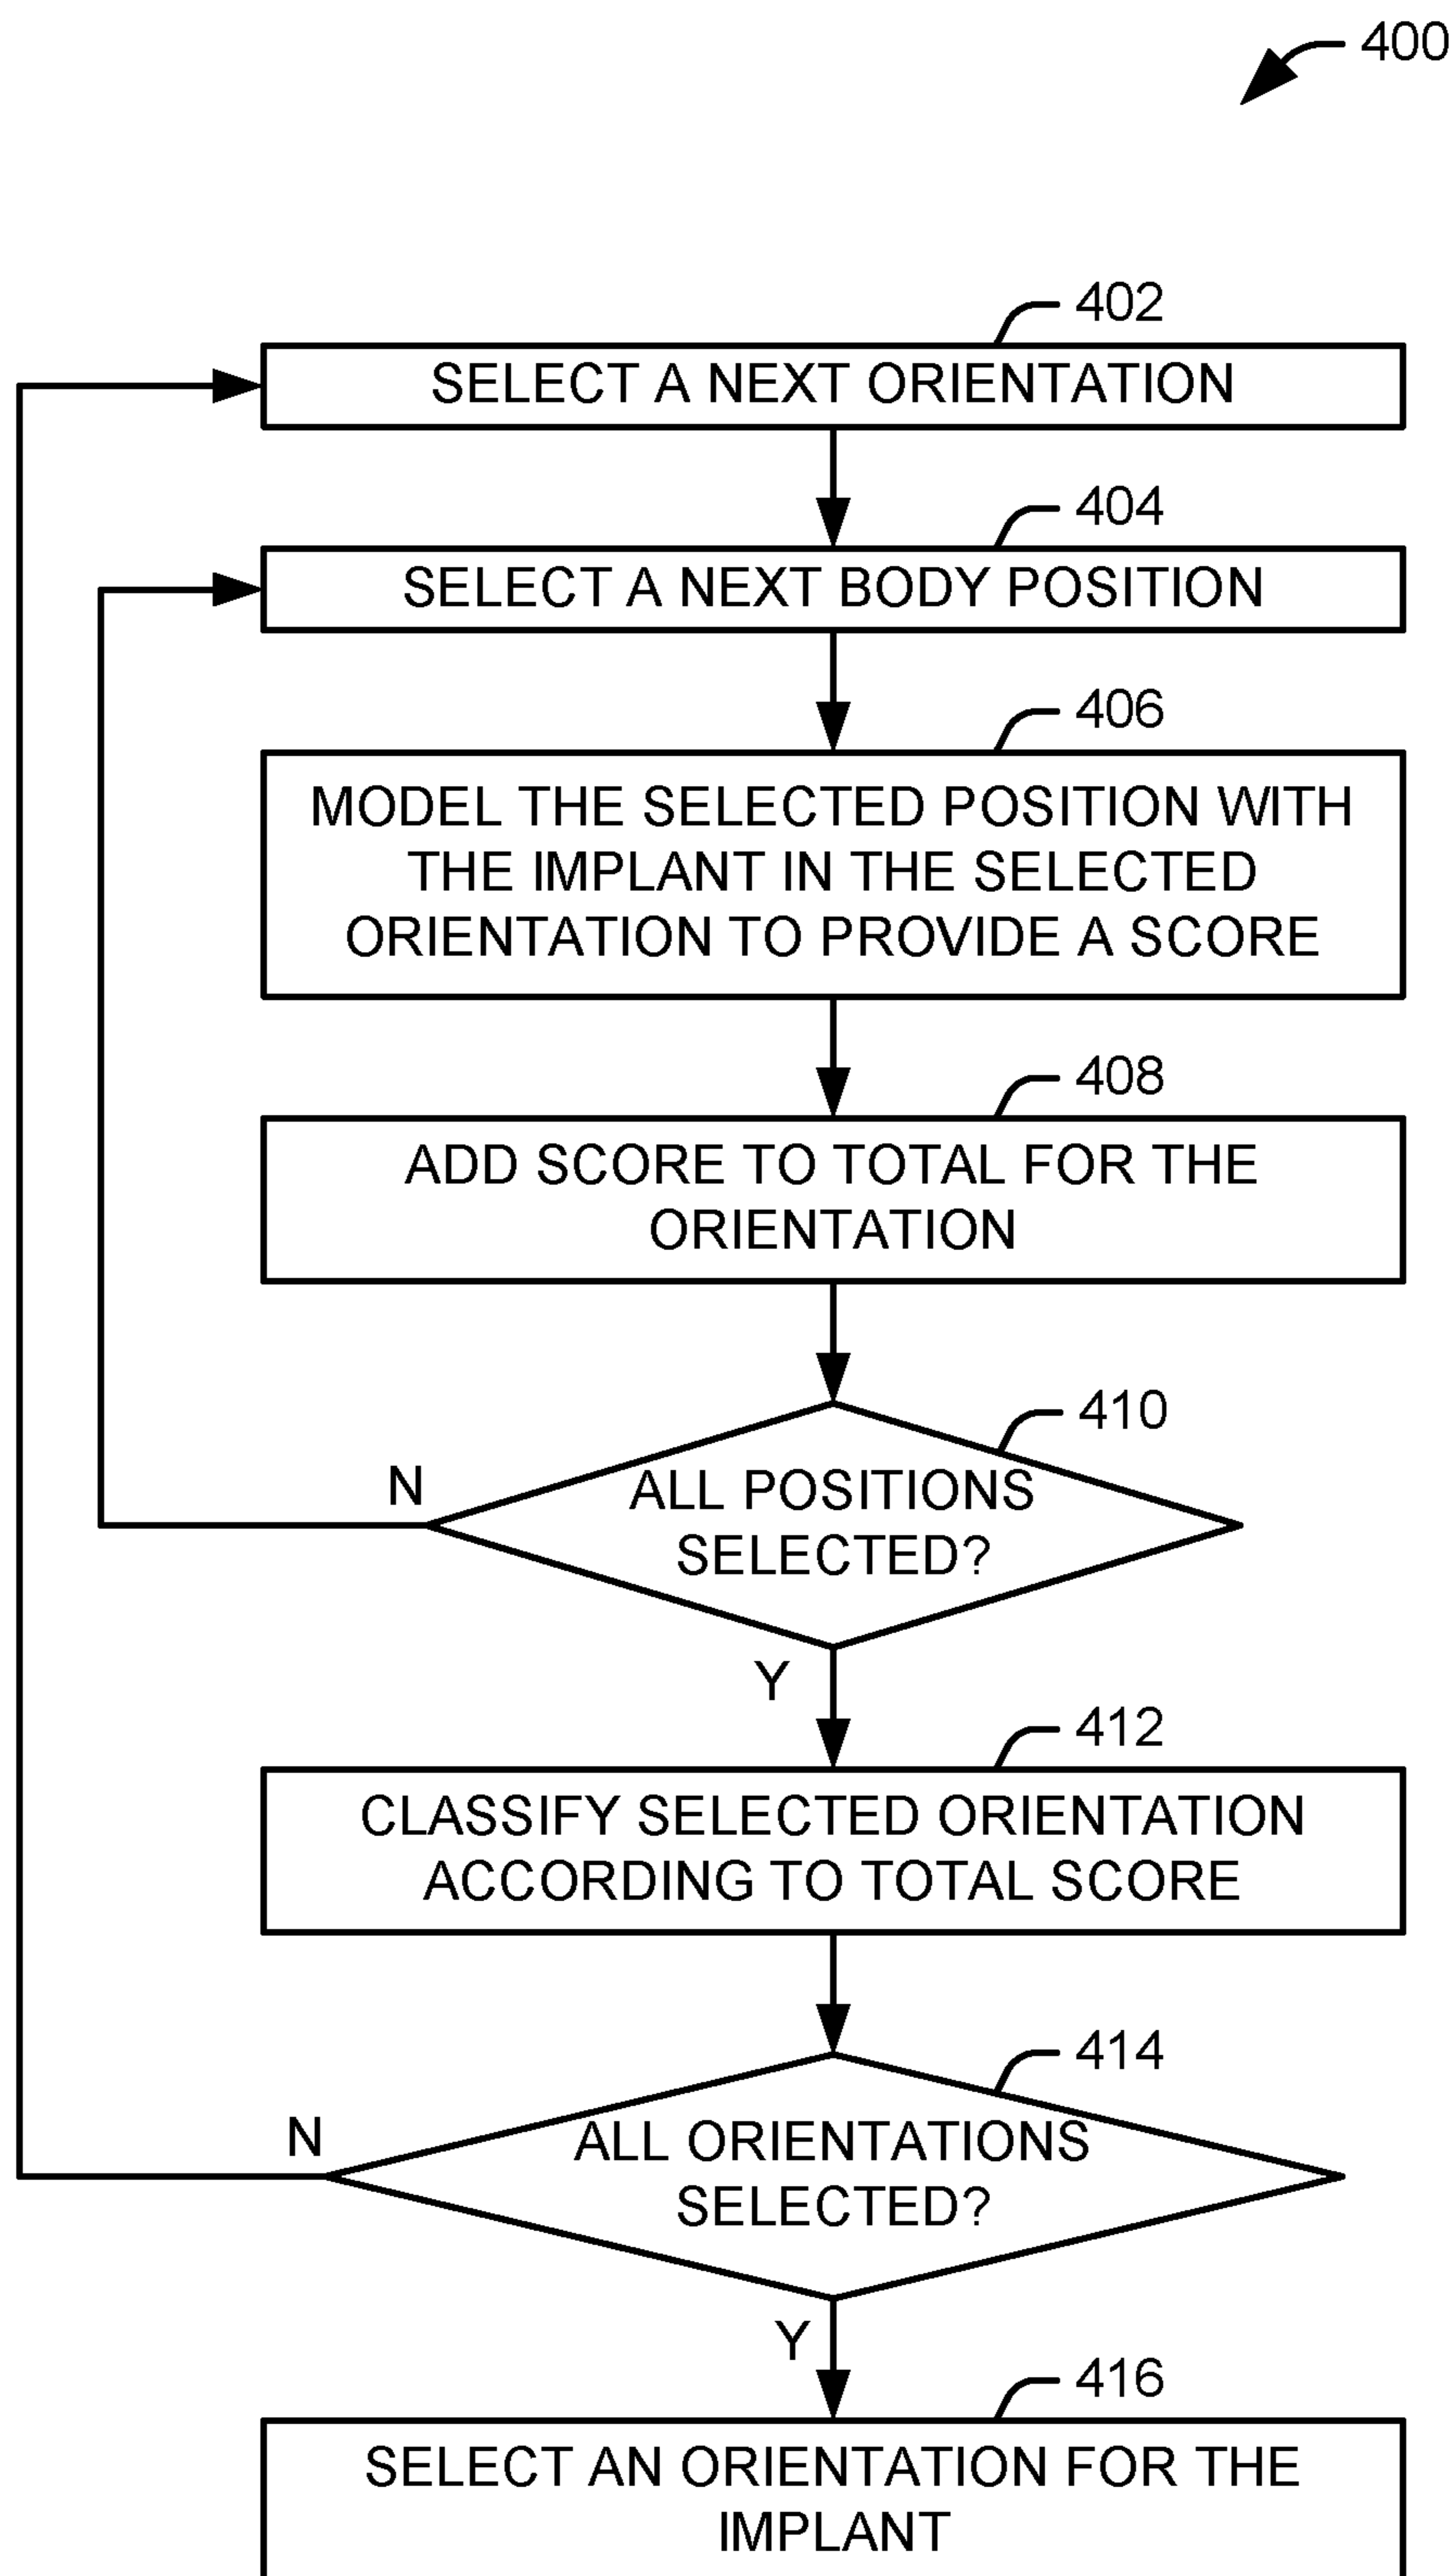 400
402
SELECT A NEXT ORIENTATION
404
SELECT A NEXT BODY POSITION
406
MODEL THE SELECTED POSITION WITH
THE IMPLANT IN THE SELECTED
ORIENTATION TO PROVIDE A SCORE
408
ADD SCORE TO TOTAL FOR THE
ORIENTATION
410
N
ALL POSITIONS
SELECTED?
Y
412
CLASSIFY SELECTED ORIENTATION
ACCORDING TO TOTAL SCORE
414
N
ALL ORIENTATIONS
SELECTED?
Y
416
SELECT AN ORIENTATION FOR THE
IMPLANT